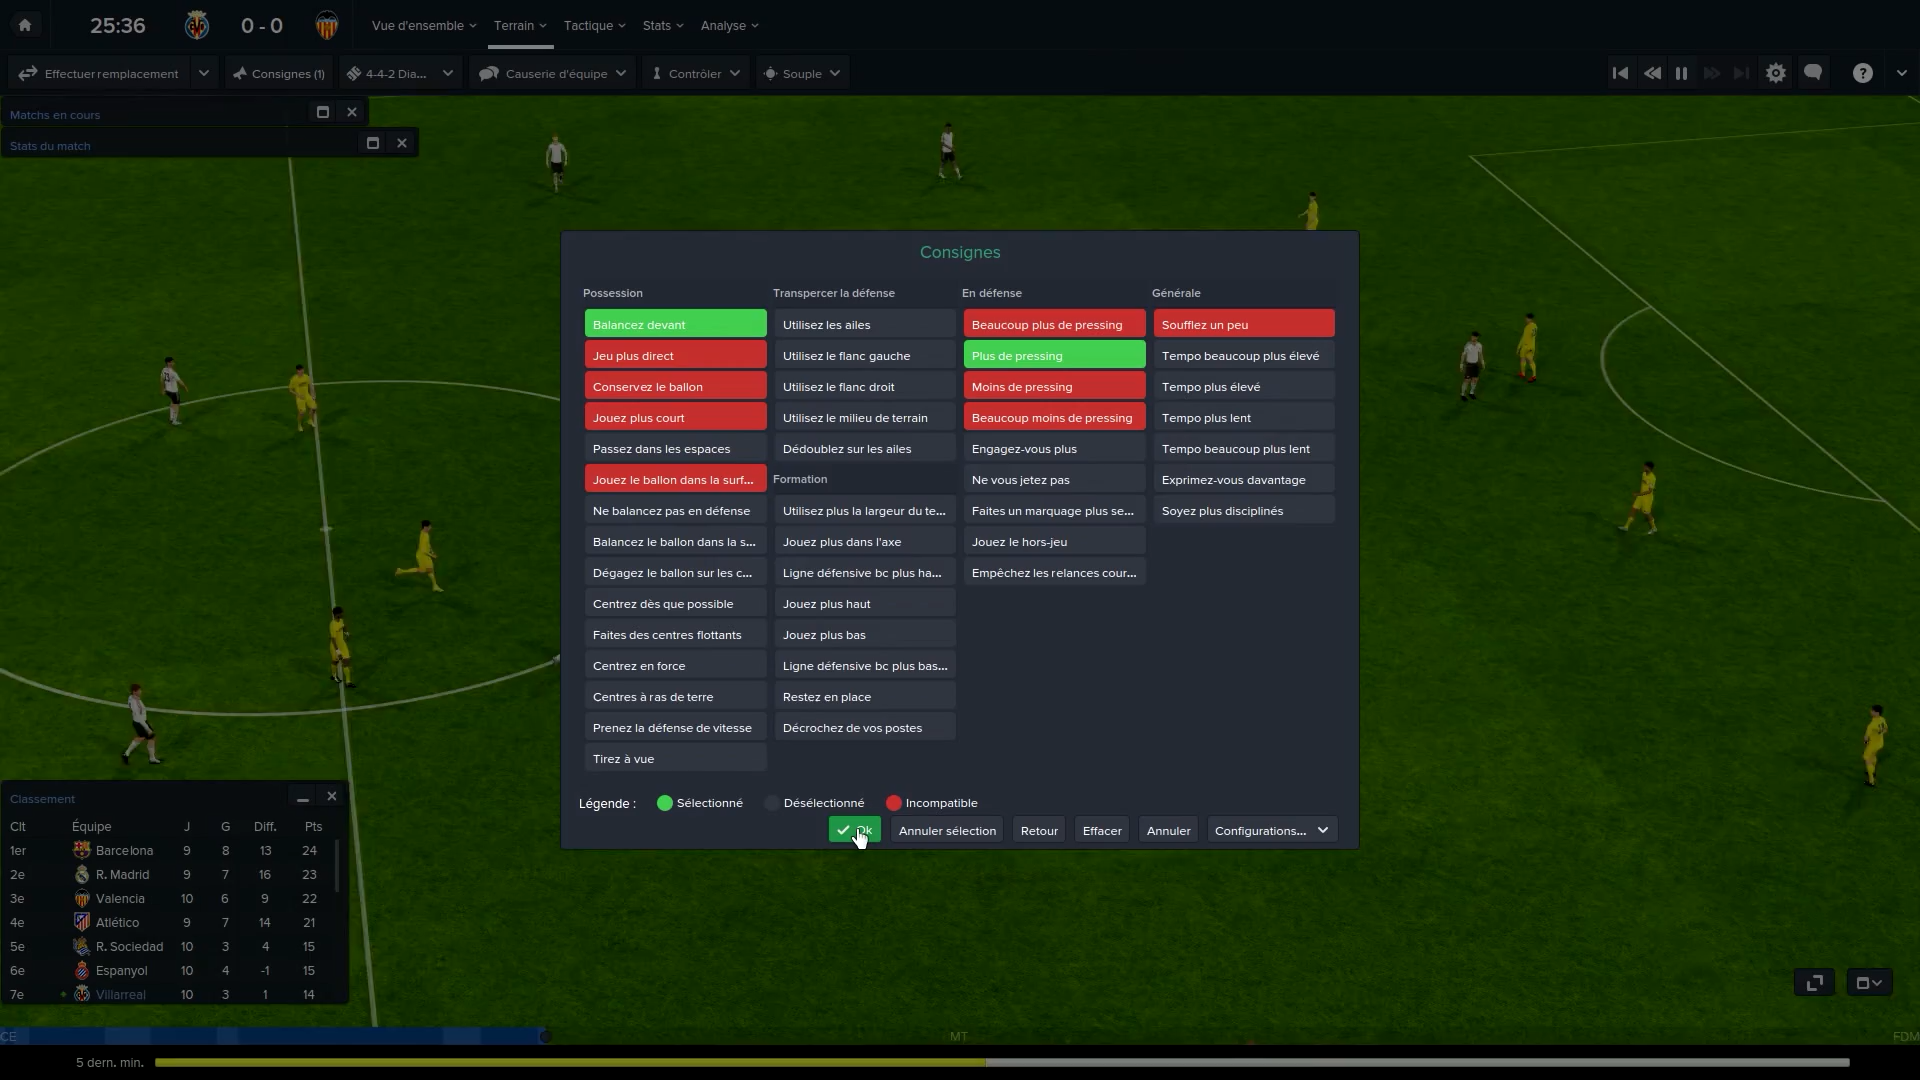 25:36
0 - 0
Vue d'ensemble
Terrain
Tactique
Stats
Analyse
Effectuer remplacement
Consignes (1)
4-4-2 Dia...
Causerie d'équipe
Contrôler
Souple
?
Matchs en cours
Stats du match
Consignes
Possession
Balancez devant
Jeu plus direct
Conservez le ballon
Jouez plus court
Passez dans les espaces
Jouez le ballon dans la surf...
Ne balancez pas en défense
Balancez le ballon dans la s...
Dégagez le ballon sur les c...
Centrez dès que possible
Faites des centres flottants
Centrez en force
Centres à ras de terre
Prenez la défense de vitesse
Tirez à vue
Transpercer la défense
Utilisez les ailes
Utilisez le flanc gauche
Utilisez le flanc droit
Utilisez le milieu de terrain
Dédoublez sur les ailes
Formation
Utilisez plus la largeur du te...
Jouez plus dans l'axe
Ligne défensive bc plus ha...
Jouez plus haut
Jouez plus bas
Ligne défensive bc plus bas...
Restez en place
Décrochez de vos postes
En défense
Beaucoup plus de pressing
Plus de pressing
Moins de pressing
Beaucoup moins de pressing
Engagez-vous plus
Ne vous jetez pas
Faites un marquage plus se...
Jouez le hors-jeu
Empêchez les relances cour...
Générale
Soufflez un peu
Tempo beaucoup plus élevé
Tempo plus élevé
Tempo plus lent
Tempo beaucoup plus lent
Exprimez-vous davantage
Soyez plus disciplinés
Légende : Sélectionné Désélectionné Incompatible
Ok
Annuler sélection
Retour
Effacer
Annuler
Configurations...
Classement
Clt Équipe J G Diff. Pts
1er Barcelona 9 8 13 24
2e R. Madrid 9 7 16 23
3e Valencia 10 6 9 22
4e Atlético 9 7 14 21
5e R. Sociedad 10 3 4 15
6e Espanyol 10 4 -1 15
7e Villarreal 10 3 1 14
CE
MT
FDM
5 dern. min.